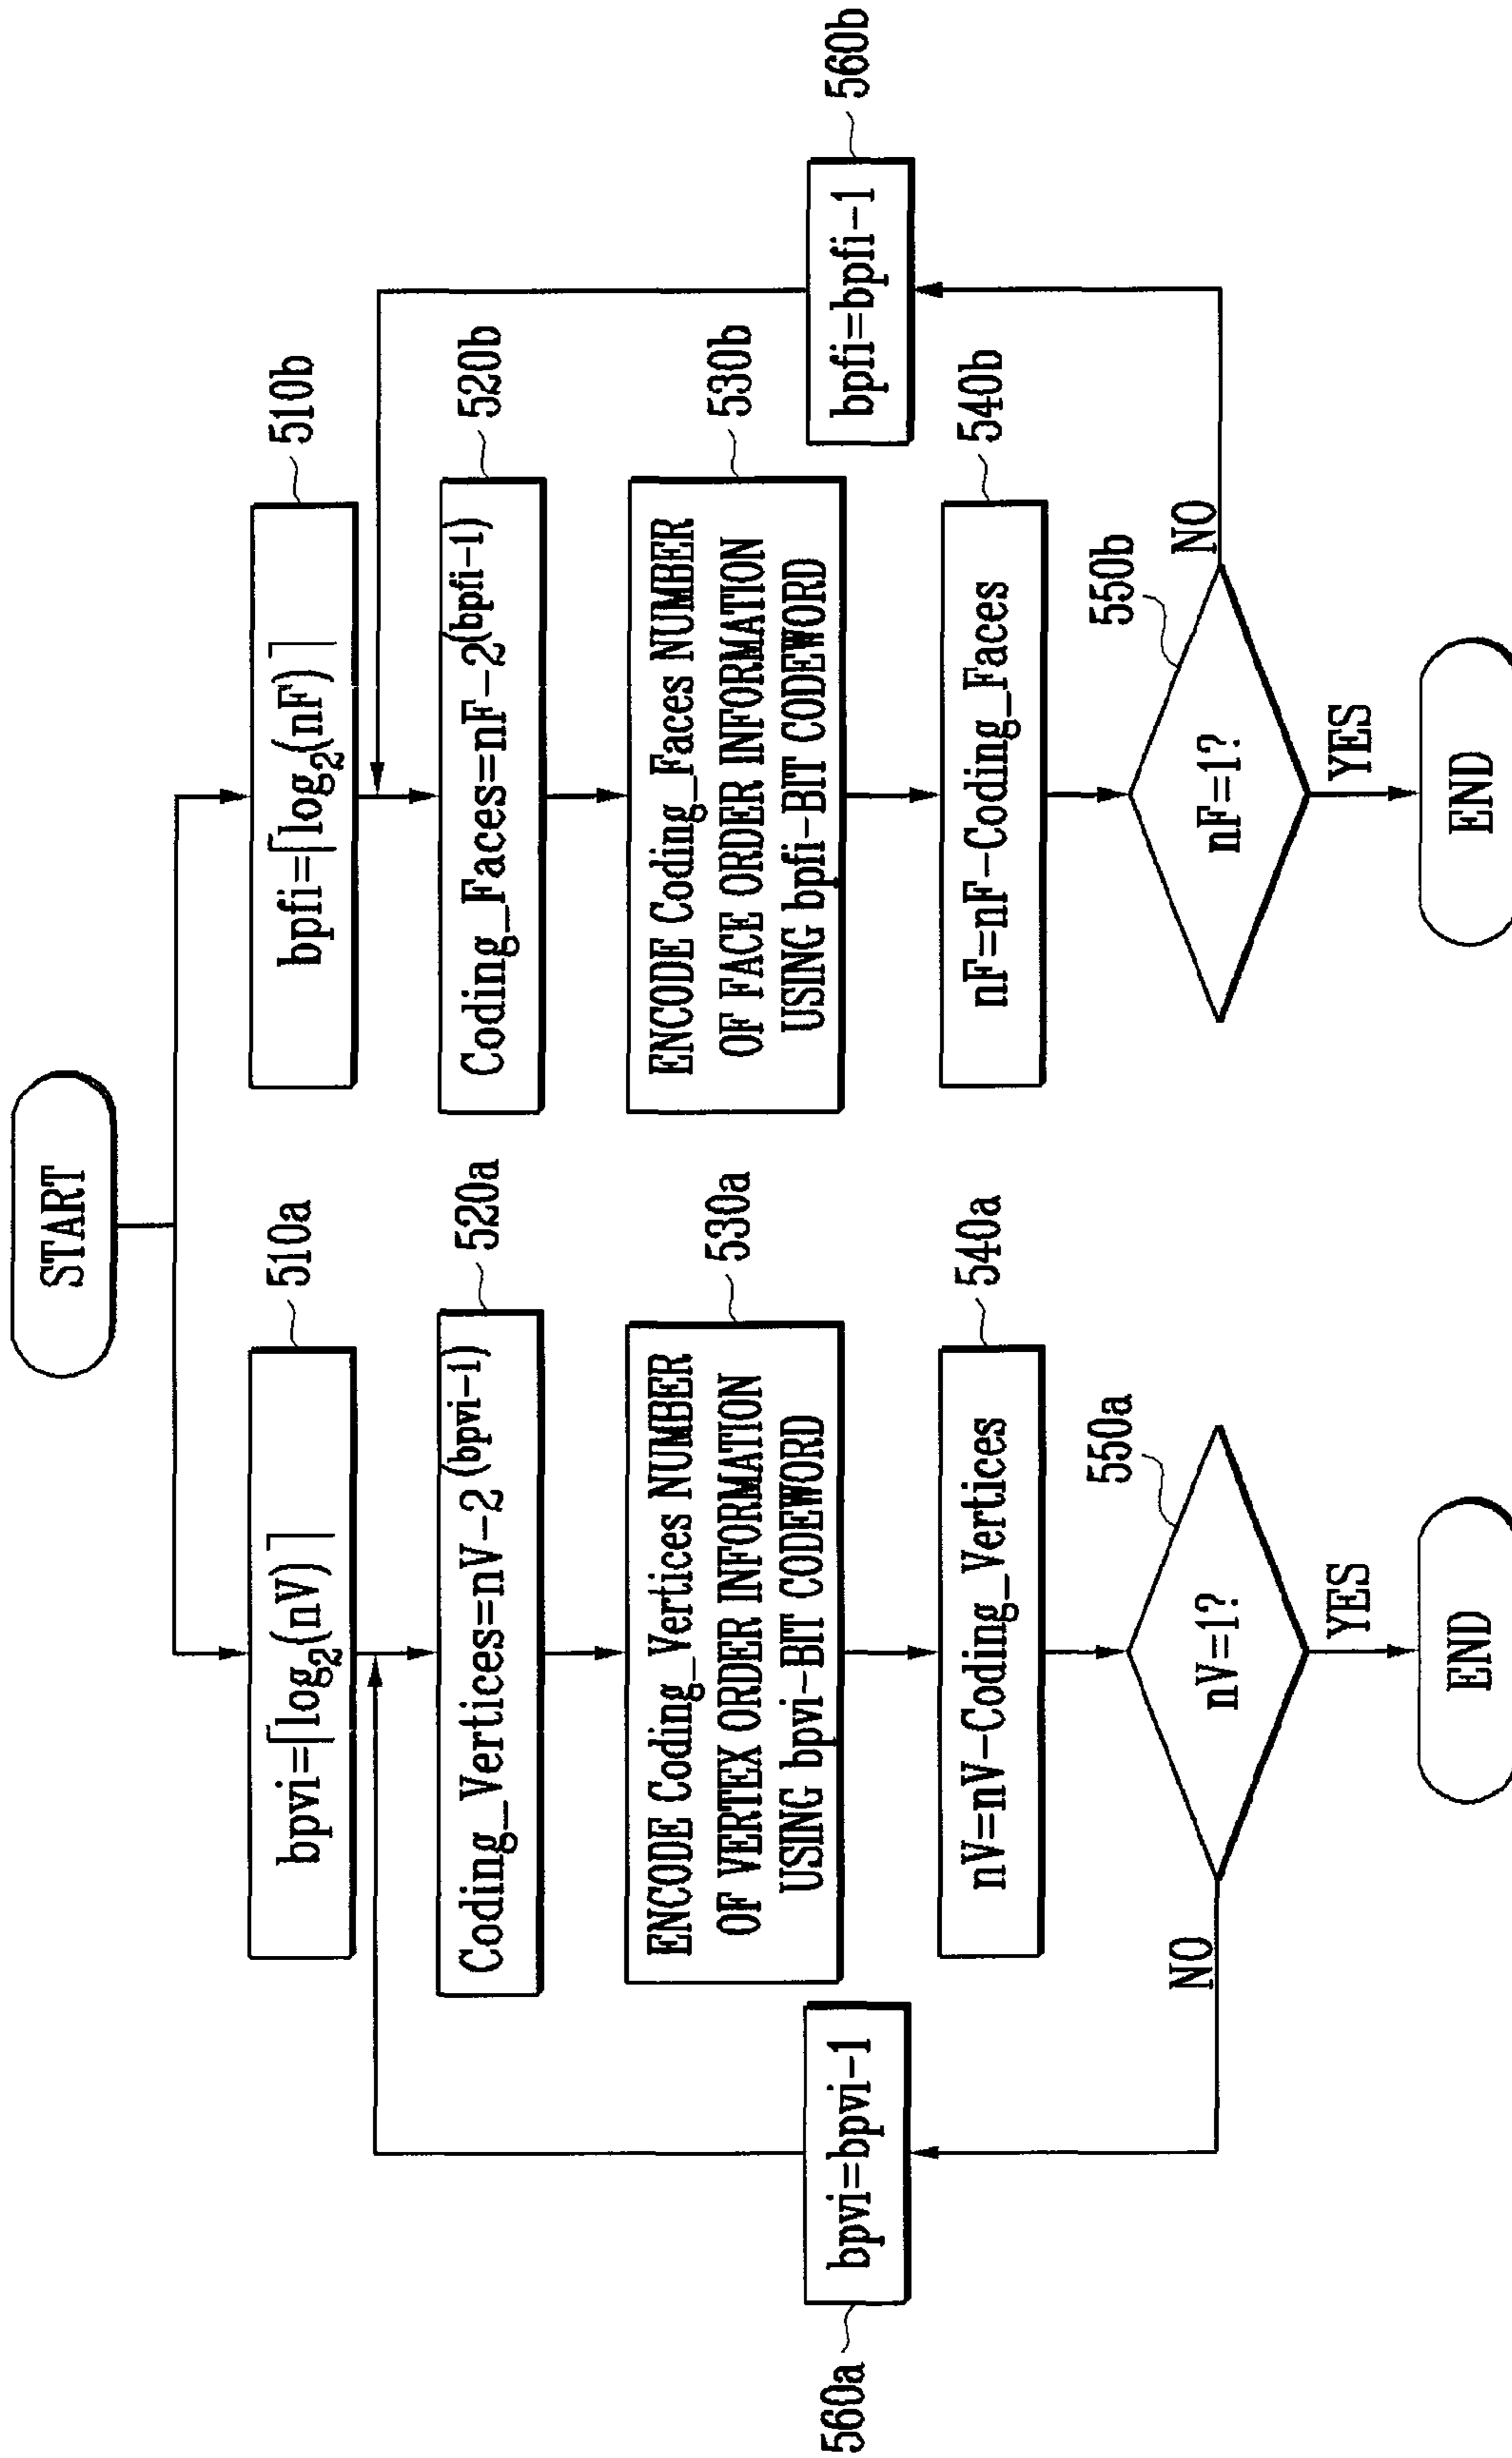 START
bpvi=⌈log2(nV)⌉
510a
Coding_Vertices=nV-2(bpvi-1)
520a
ENCODE Coding_Vertices NUMBER
OF VERTEX ORDER INFORMATION
USING bpvi-BIT CODEWORD
530a
nV=nV-Coding_Vertices
540a
nV=1?
550a
NO
YES
bpvi=bpvi-1
560a
END
bpfi=⌈log2(nF)⌉
510b
Coding_Faces=nF-2(bpfi-1)
520b
ENCODE Coding_Faces NUMBER
OF FACE ORDER INFORMATION
USING bpfi-BIT CODEWORD
530b
nF=nF-Coding_Faces
540b
nF=1?
550b
NO
YES
bpfi=bpfi-1
560b
END